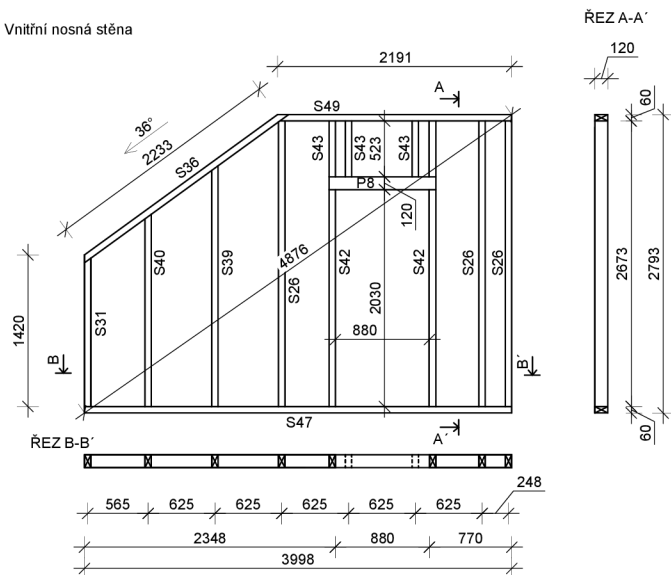 Vnitřní nosná stěna
ŘEZ A-A´
120
2191
A
60
36°
2233
S36
S49
S43
S43
523
S43
P8
120
4876
S40
S39
S26
S42
S42
S26
S26
2030
880
S31
1420
B
B´
2673
2793
S47
A´
60
ŘEZ B-B´
248
565
625
625
625
625
625
2348
880
770
3998